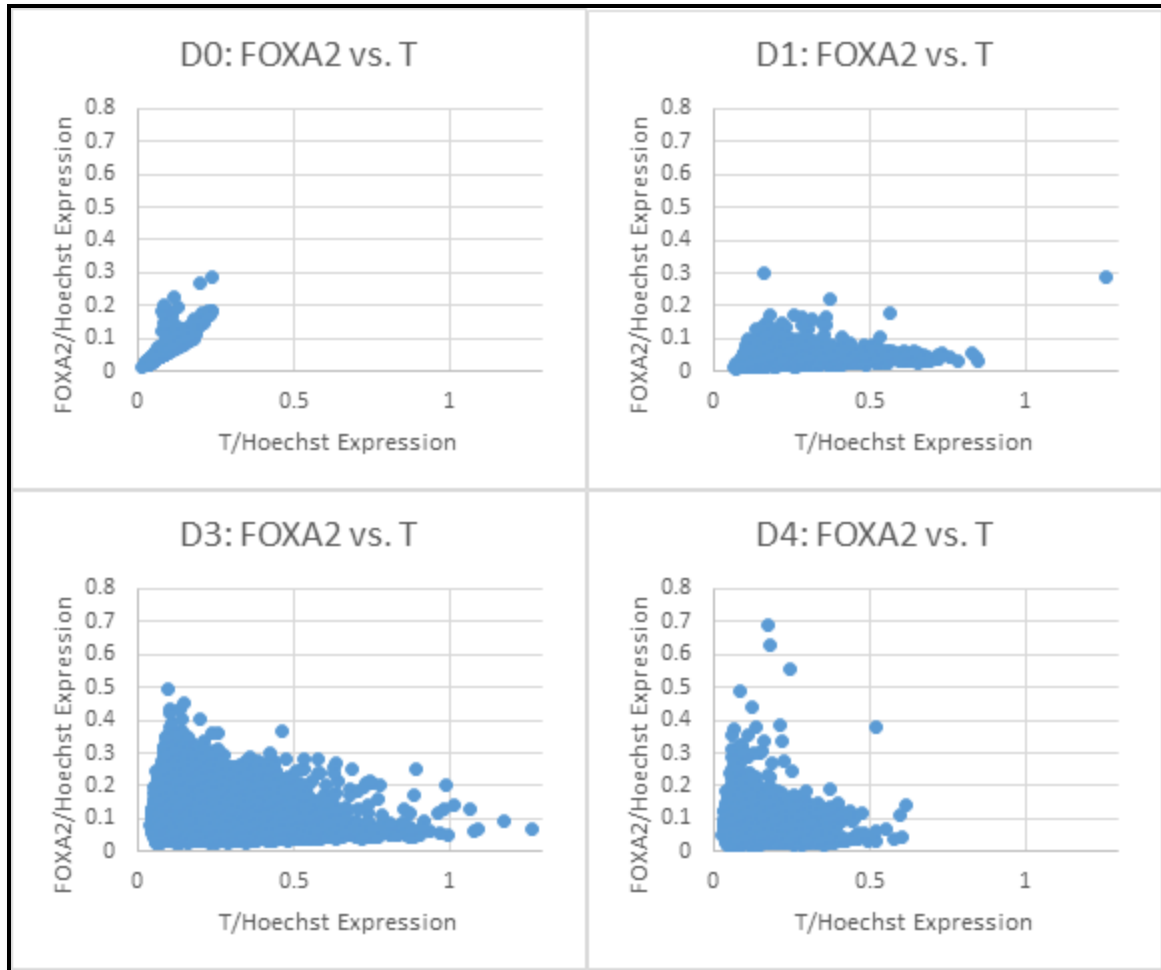 D0: FOXA2 vs. T
FOXA2/Hoechst Expression
0.8
0.7
0.6
0.5
0.4
0.3
0.2
0.1
0
0 0.5 1
T/Hoechst Expression
D1: FOXA2 vs. T
FOXA2/Hoechst Expression
0.8
0.7
0.6
0.5
0.4
0.3
0.2
0.1
0
0 0.5 1
T/Hoechst Expression
D3: FOXA2 vs. T
FOXA2/Hoechst Expression
0.8
0.7
0.6
0.5
0.4
0.3
0.2
0.1
0
0 0.5 1
T/Hoechst Expression
D4: FOXA2 vs. T
FOXA2/Hoechst Expression
0.8
0.7
0.6
0.5
0.4
0.3
0.2
0.1
0
0 0.5 1
T/Hoechst Expression